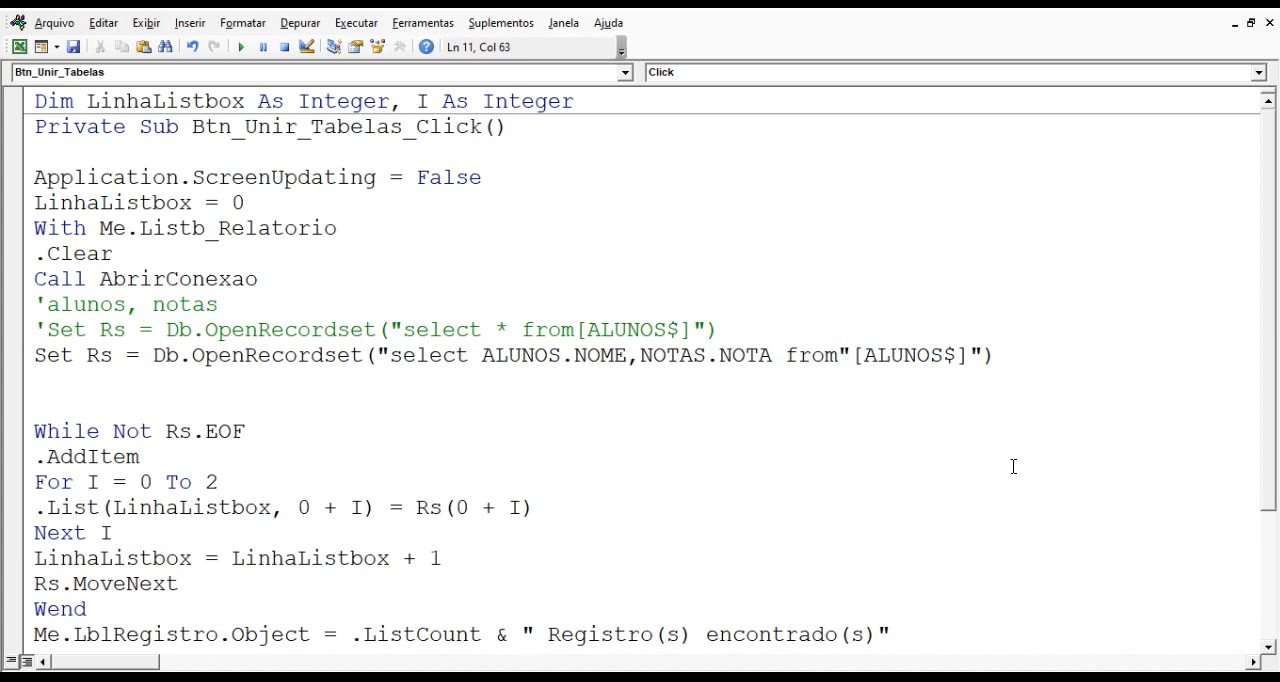 Arquivo Editar Exibir Inserir Formatar Depurar Executar Ferramentas Suplementos Janela Ajuda
Ln 11, Col 63
Btn_Unir_Tabelas Click
Dim LinhaListbox As Integer, I As Integer
Private Sub Btn_Unir_Tabelas_Click()
Application.ScreenUpdating = False
LinhaListbox = 0
With Me.Listb_Relatorio
.Clear
Call AbrirConexao
'alunos, notas
'Set Rs = Db.OpenRecordset("select * from[ALUNOS$]")
Set Rs = Db.OpenRecordset("select ALUNOS.NOME,NOTAS.NOTA from"[ALUNOS$]")
While Not Rs.EOF
.AddItem
For I = 0 To 2
.List(LinhaListbox, 0 + I) = Rs(0 + I)
Next I
LinhaListbox = LinhaListbox + 1
Rs.MoveNext
Wend
Me.LblRegistro.Object = .ListCount & " Registro(s) encontrado(s)"